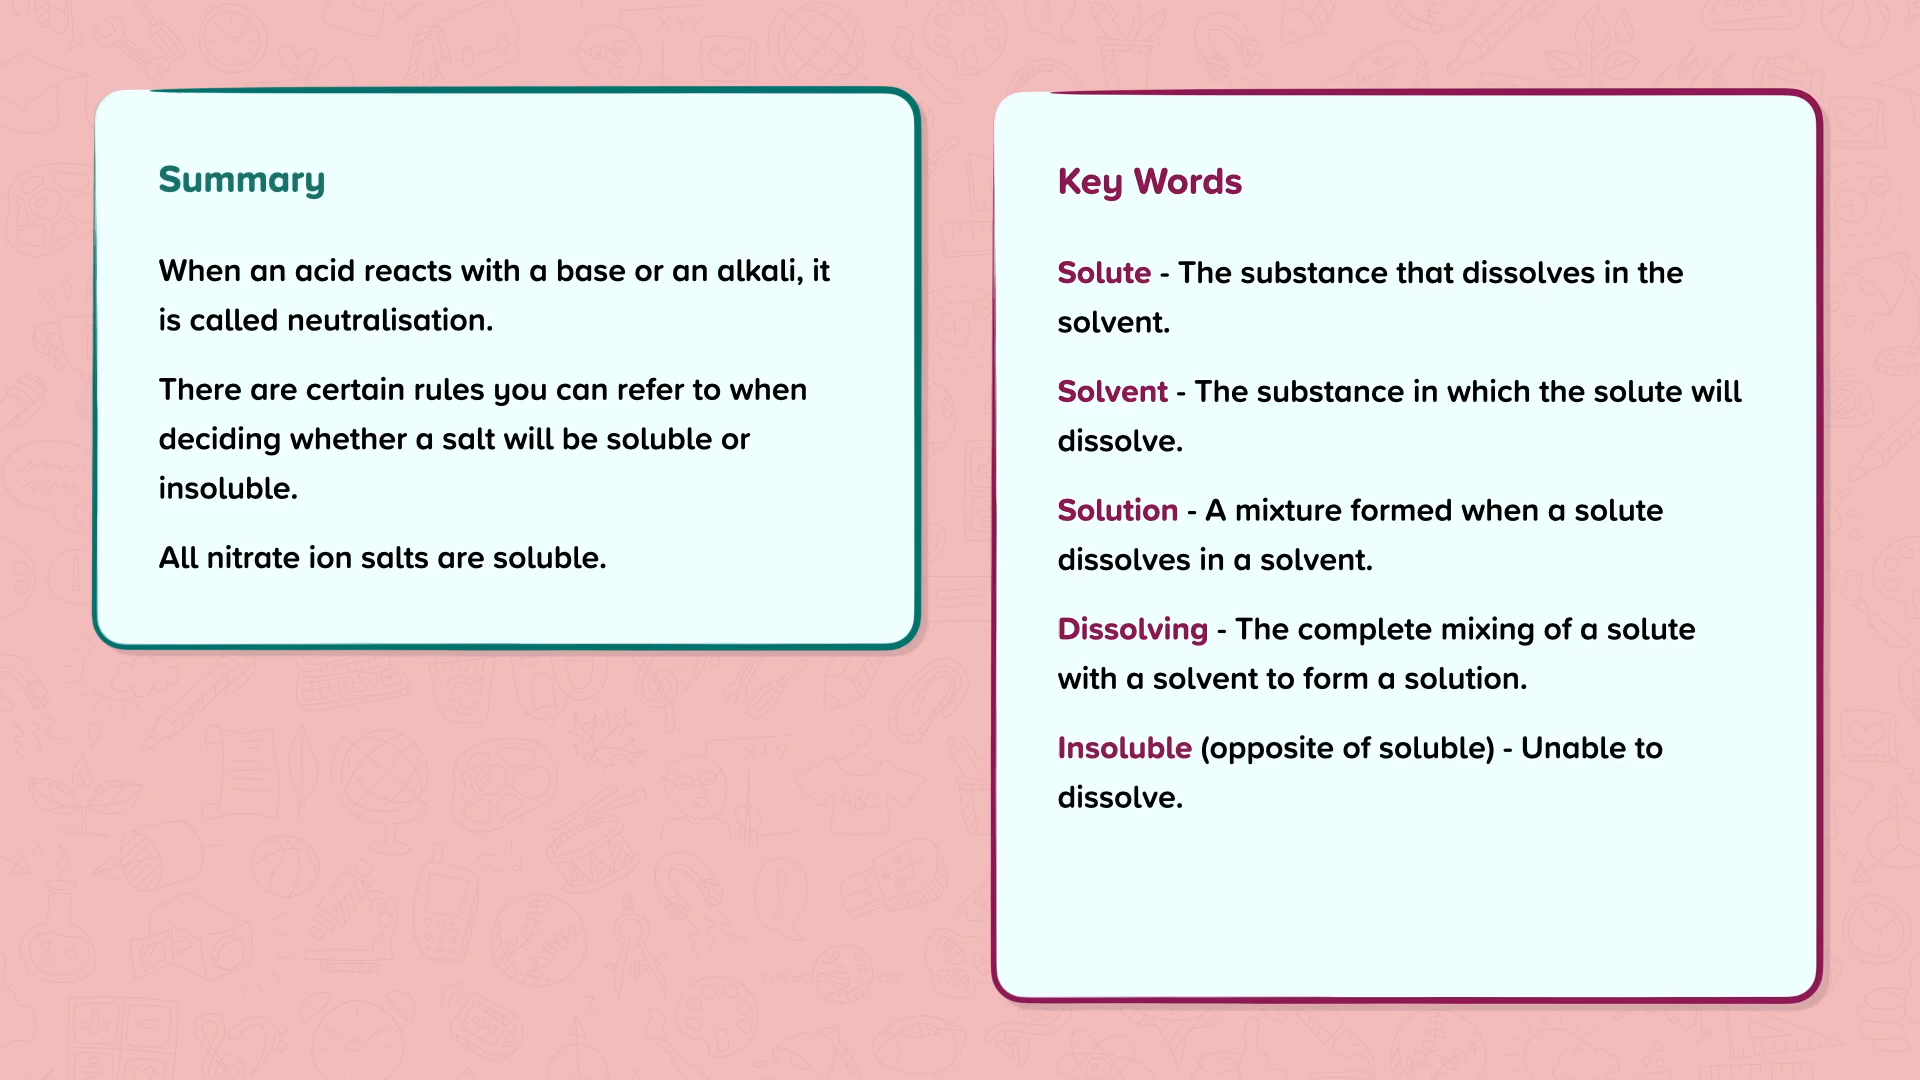 Summary
When an acid reacts with a base or an alkali, it
is called neutralisation.
There are certain rules you can refer to when
deciding whether a salt will be soluble or
insoluble.
All nitrate ion salts are soluble.
Key Words
Solute - The substance that dissolves in the
solvent.
Solvent - The substance in which the solute will
dissolve.
Solution - A mixture formed when a solute
dissolves in a solvent.
Dissolving - The complete mixing of a solute
with a solvent to form a solution.
Insoluble (opposite of soluble) - Unable to
dissolve.
X+Y
X+Y
ABC